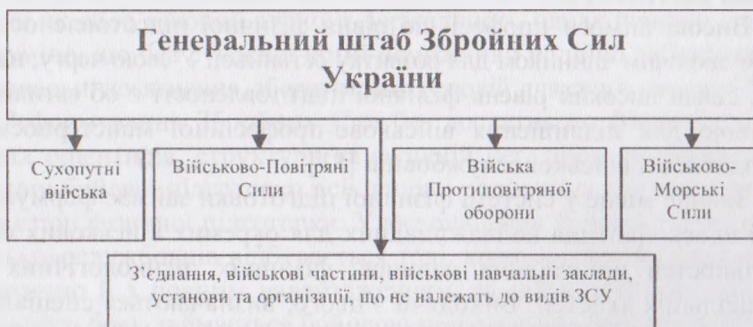 Генеральний штаб Збройних Сил
України
Сухопутні
війська
Військово-Повітряні
Сили
Війська
Протиповітряної
оборони
Військово-
Морські
Сили
З'єднання, військові частини, військові навчальні заклади,
установи та організації, що не належать до видів ЗСУ